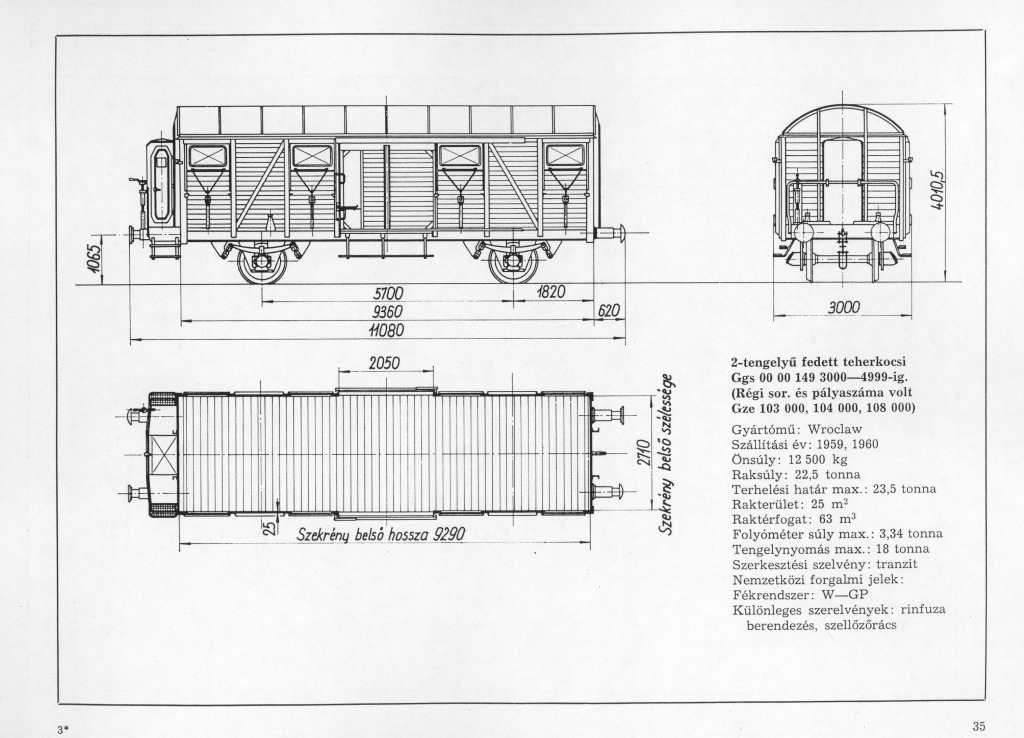 4010,5
1065
5700
1820
9360
620
3000
11080
2050
2-tengelyű fedett teherkocsi
Ggs 00 00 149 3000—4999-ig.
(Régi sor. és pályaszáma volt
Gze 103 000, 104 000, 108 000)
Gyártómű: Wroclaw
Szállítási év: 1959, 1960
Önsúly: 12 500 kg
Raksúly: 22,5 tonna
Terhelési határ max.: 23,5 tonna
Rakterület: 25 m²
Raktérfogat: 63 m³
Folyóméter súly max.: 3,34 tonna
Tengelynyomás max.: 18 tonna
Szerkesztési szelvény: tranzit
Nemzetközi forgalmi jelek:
Fékrendszer: W—GP
Különleges szerelvények: rinfuza
berendezés, szellőzőrács
2710
Szekrény belső szélessége
25
Szekrény belső hossza 9290
3*
35